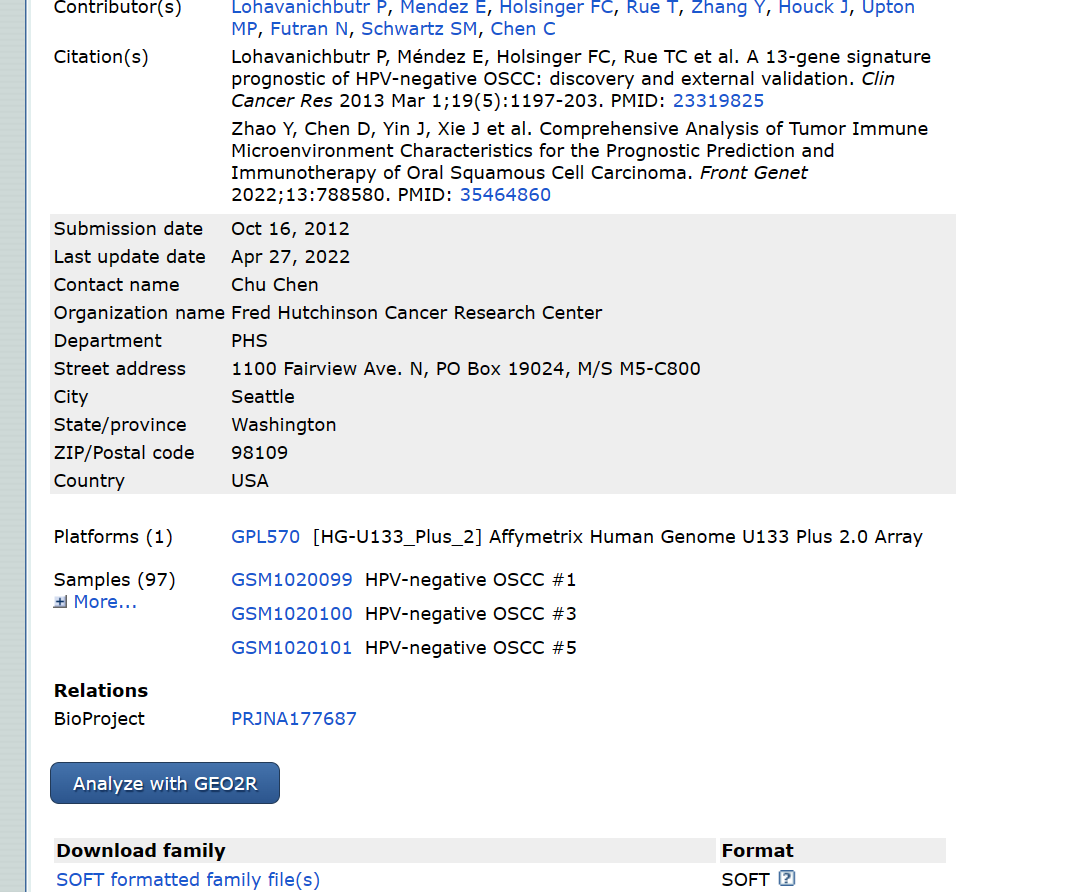 Contributor(s) Lohavanichbutr P, Mendez E, Holsinger FC, Rue T, Zhang Y, Houck J, Upton
MP, Futran N, Schwartz SM, Chen C
Citation(s) Lohavanichbutr P, Méndez E, Holsinger FC, Rue TC et al. A 13-gene signature
prognostic of HPV-negative OSCC: discovery and external validation. Clin
Cancer Res 2013 Mar 1;19(5):1197-203. PMID: 23319825
Zhao Y, Chen D, Yin J, Xie J et al. Comprehensive Analysis of Tumor Immune
Microenvironment Characteristics for the Prognostic Prediction and
Immunotherapy of Oral Squamous Cell Carcinoma. Front Genet
2022;13:788580. PMID: 35464860
Submission date Oct 16, 2012
Last update date Apr 27, 2022
Contact name Chu Chen
Organization name Fred Hutchinson Cancer Research Center
Department PHS
Street address 1100 Fairview Ave. N, PO Box 19024, M/S M5-C800
City Seattle
State/province Washington
ZIP/Postal code 98109
Country USA
Platforms (1) GPL570 [HG-U133_Plus_2] Affymetrix Human Genome U133 Plus 2.0 Array
Samples (97) GSM1020099 HPV-negative OSCC #1
More...
GSM1020100 HPV-negative OSCC #3
GSM1020101 HPV-negative OSCC #5
Relations
BioProject PRJNA177687
Analyze with GEO2R
Download family Format
SOFT formatted family file(s) SOFT ?